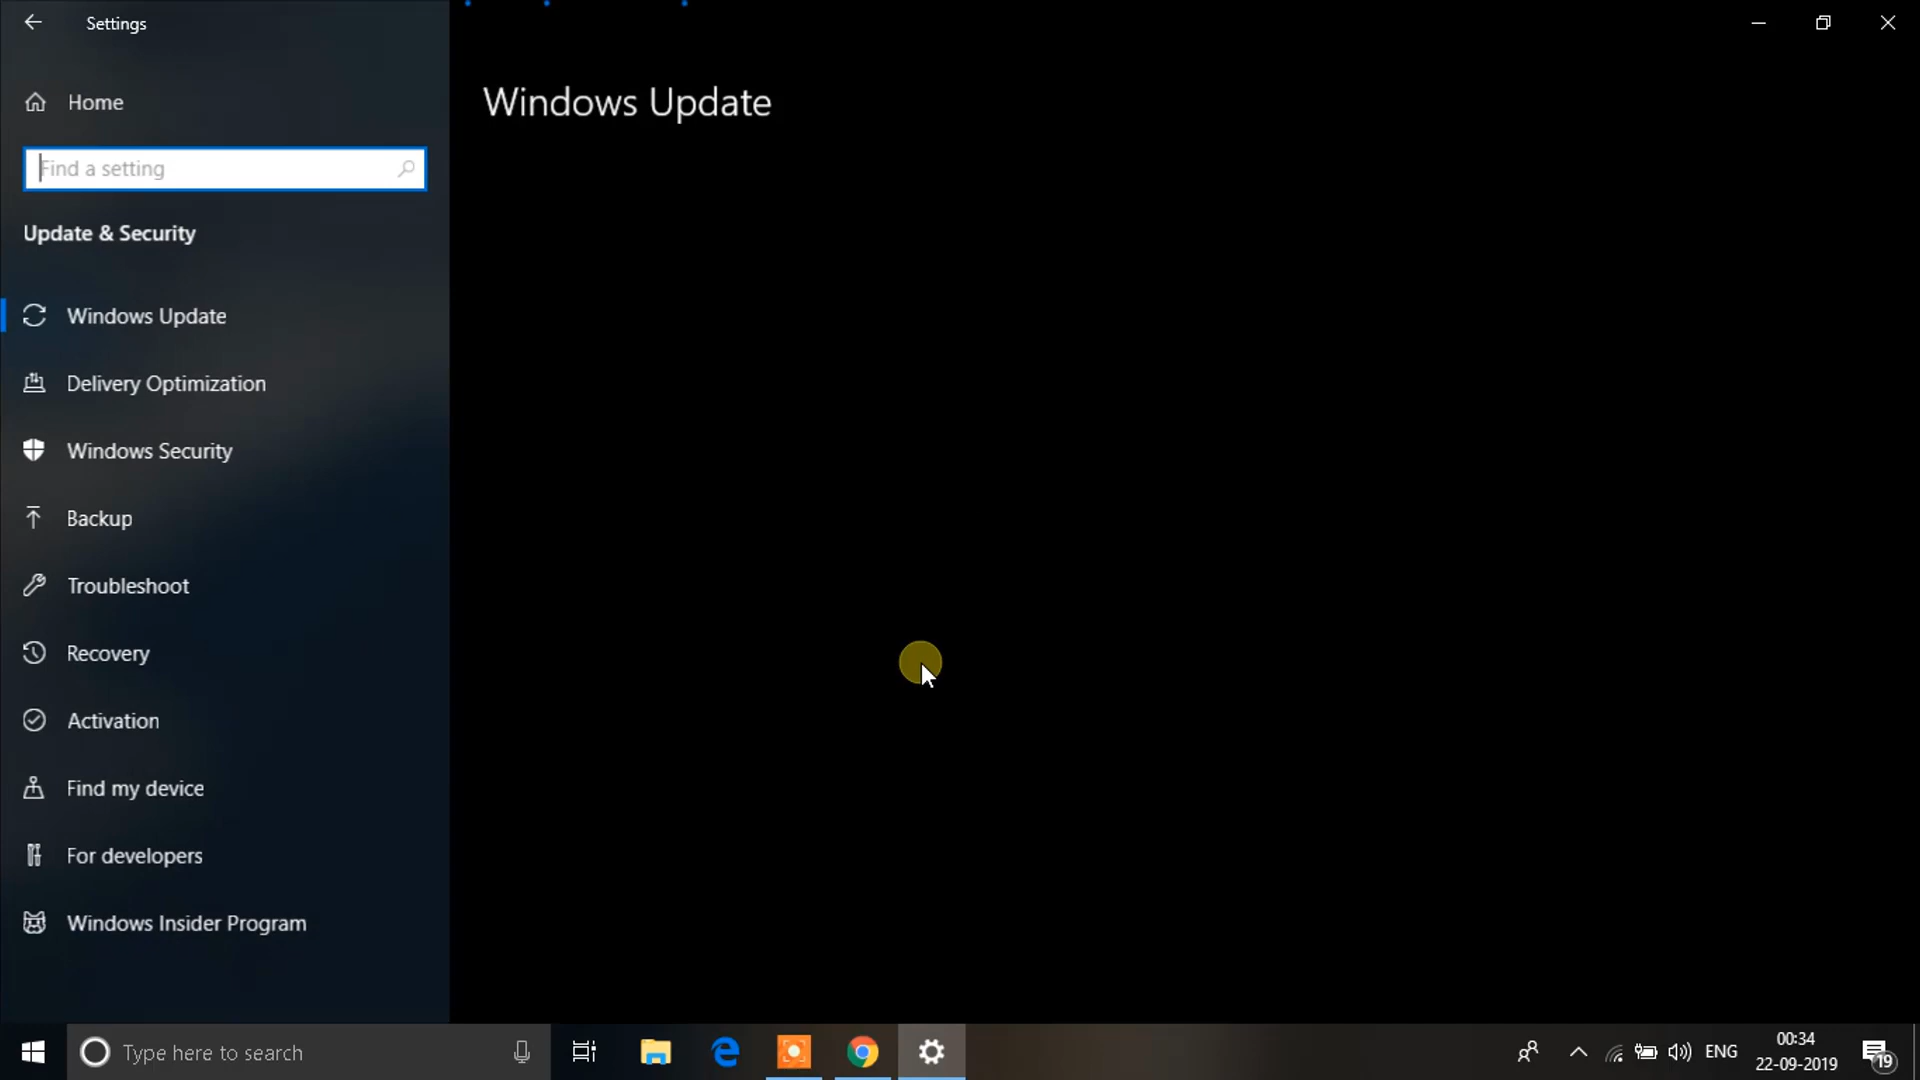 Settings
Home
Find a setting
Update & Security
Windows Update
Delivery Optimization
Windows Security
Backup
Troubleshoot
Recovery
Activation
Find my device
For developers
Windows Insider Program
Windows Update
Type here to search
ENG
00:34
22-09-2019
19